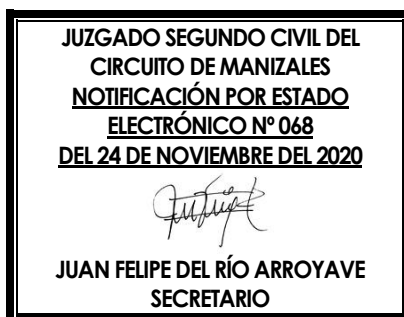 JUZGADO SEGUNDO CIVIL DEL
CIRCUITO DE MANIZALES
NOTIFICACIÓN POR ESTADO
ELECTRÓNICO Nº 068
DEL 24 DE NOVIEMBRE DEL 2020
JUAN FELIPE DEL RÍO ARROYAVE
SECRETARIO